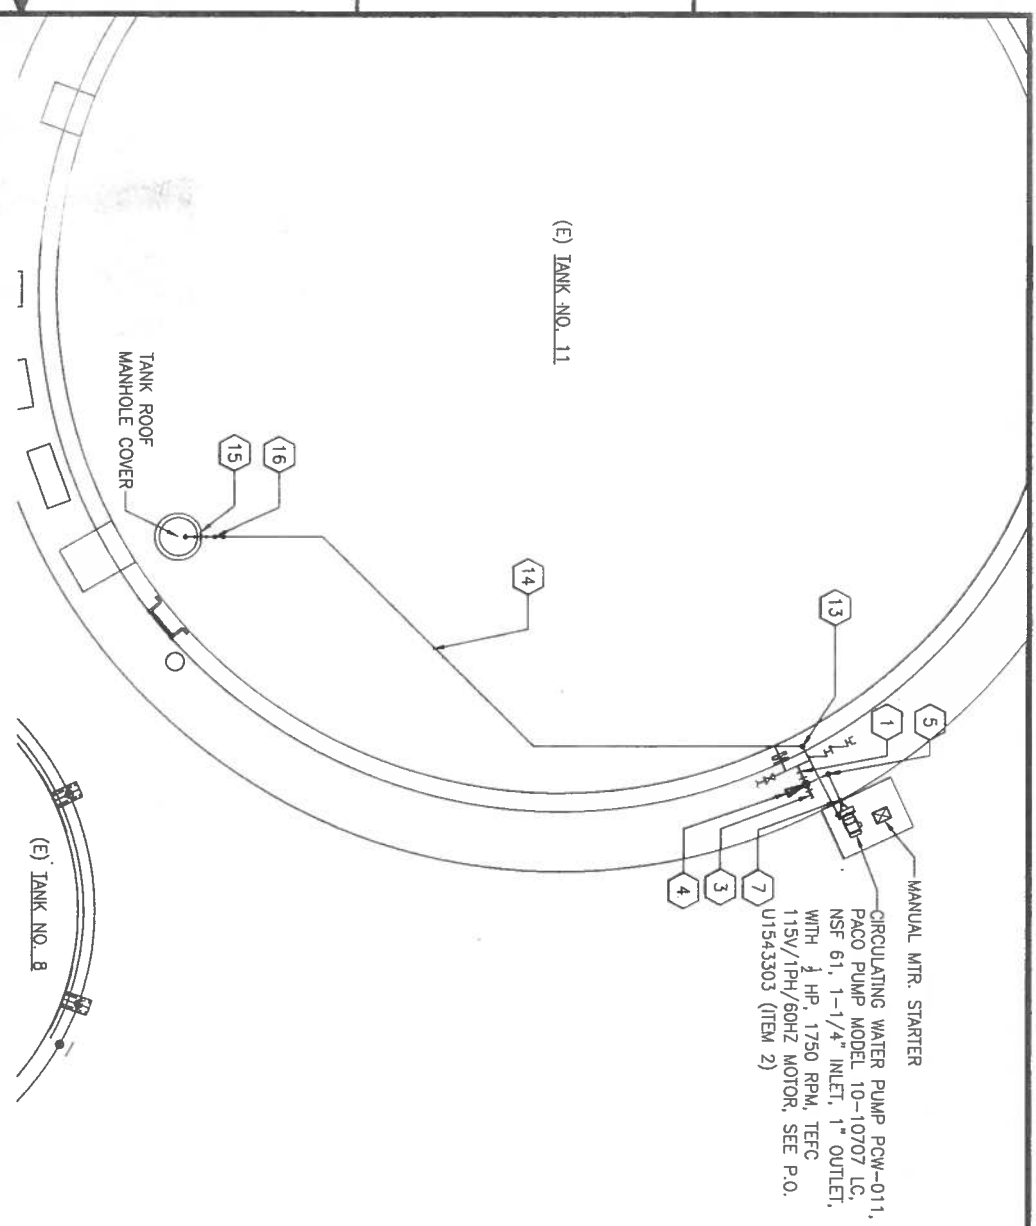 MANUAL MTR. STARTER
CIRCULATING WATER PUMP PCW-011,
PACO PUMP MODEL 10-10707 LC,
NSF 61, 1-1/4" INLET, 1" OUTLET,
WITH ½ HP, 1750 RPM, TEFC
115V/1PH/60HZ MOTOR, SEE P.O.
U1543303 (ITEM 2)
5
1
13
7
3
4
(E) TANK NO. 11
14
16
15
TANK ROOF
MANHOLE COVER
(E) TANK NO. 8